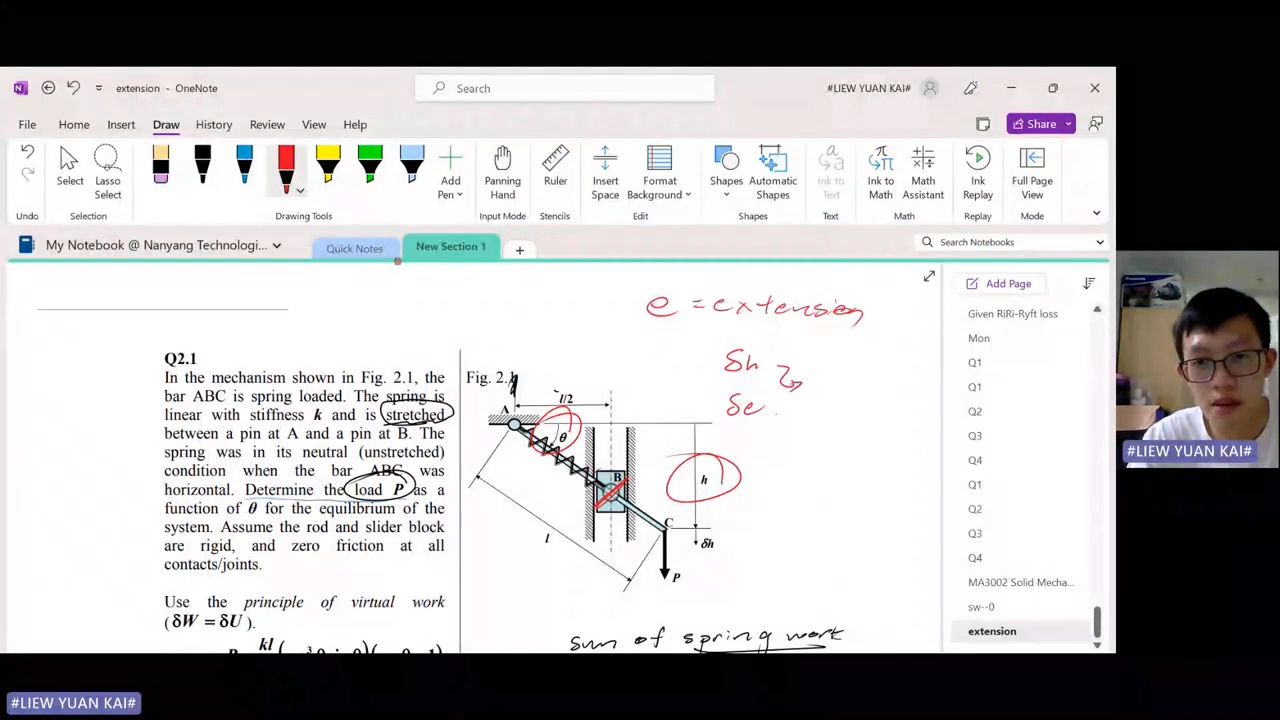 extension - OneNote
Search
#LIEW YUAN KAI#
File Home Insert Draw History Review View Help
Share
Undo
Select
Lasso Select
Selection
Add Pen
Drawing Tools
Panning Hand
Input Mode
Ruler
Stencils
Insert Space
Format Background
Edit
Shapes
Automatic Shapes
Shapes
Ink to Text
Text
Ink to Math
Math Assistant
Math
Ink Replay
Replay
Full Page View
Mode
My Notebook @ Nanyang Technologi...
Quick Notes
New Section 1
Search Notebooks
e = extension
δh
δe
Q2.1
In the mechanism shown in Fig. 2.1, the
bar ABC is spring loaded. The spring is
linear with stiffness k and is stretched
between a pin at A and a pin at B. The
spring was in its neutral (unstretched)
condition when the bar ABC was
horizontal. Determine the load P as a
function of θ for the equilibrium of the
system. Assume the rod and slider block
are rigid, and zero friction at all
contacts/joints.
Use the principle of virtual work
(δW = δU).
Fig. 2.1
l/2
A
θ
B
h
C
l
δh
P
sum of spring work
Add Page
Given RiRi-Ryft loss
Mon
Q1
Q1
Q2
Q3
Q4
Q1
Q2
Q3
Q4
MA3002 Solid Mecha...
sw--0
extension
#LIEW YUAN KAI#
#LIEW YUAN KAI#